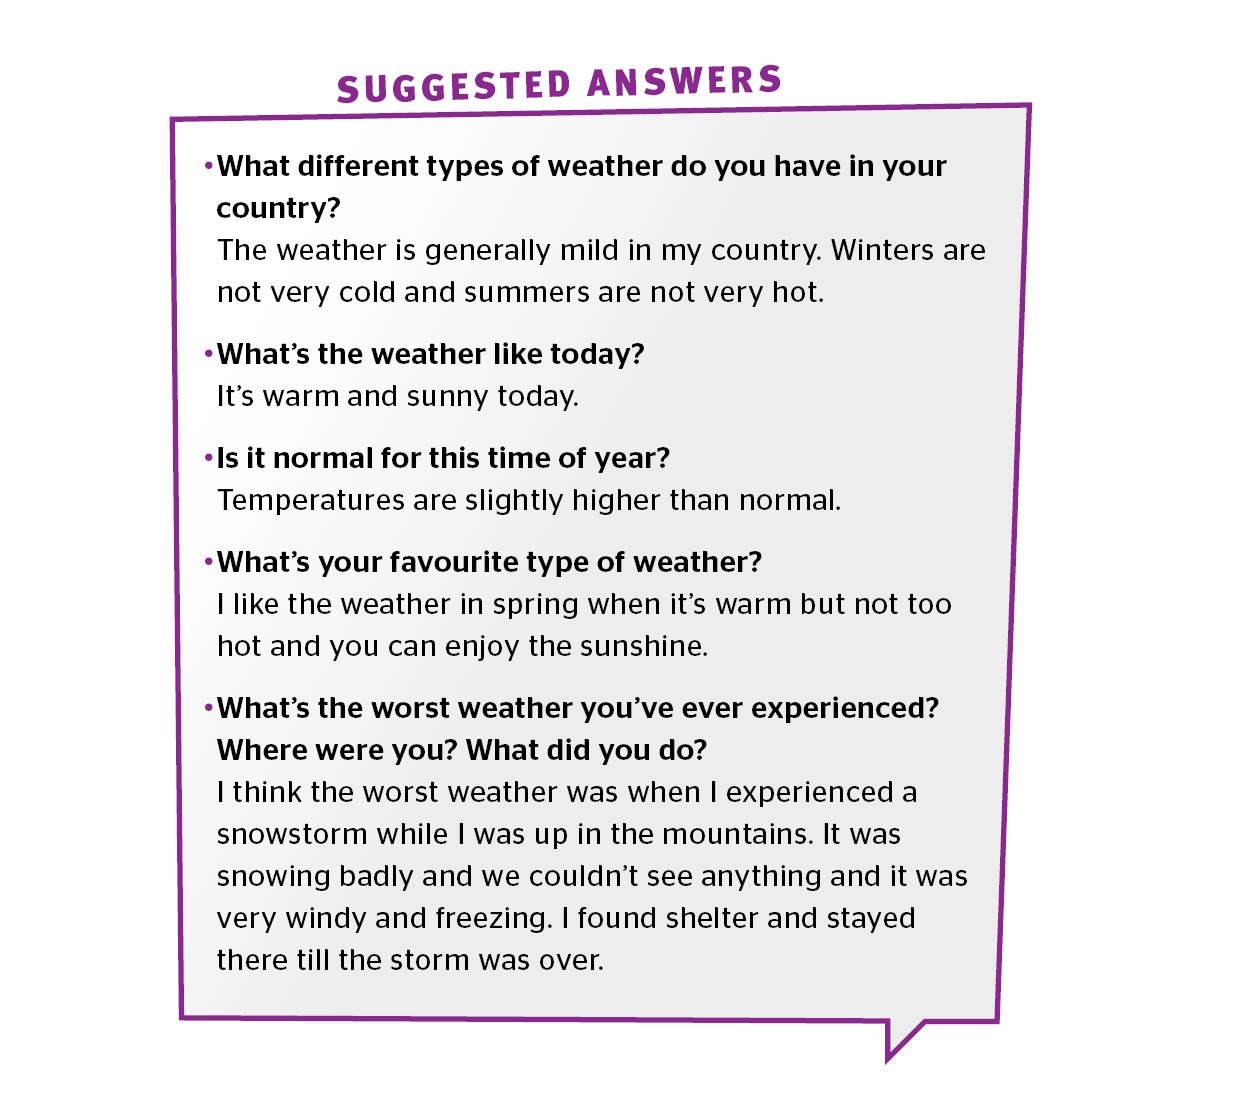 SUGGESTED ANSWERS
•What different types of weather do you have in your
country?
The weather is generally mild in my country. Winters are
not very cold and summers are not very hot.
•What’s the weather like today?
It’s warm and sunny today.
•Is it normal for this time of year?
Temperatures are slightly higher than normal.
•What’s your favourite type of weather?
I like the weather in spring when it’s warm but not too
hot and you can enjoy the sunshine.
•What’s the worst weather you’ve ever experienced?
Where were you? What did you do?
I think the worst weather was when I experienced a
snowstorm while I was up in the mountains. It was
snowing badly and we couldn’t see anything and it was
very windy and freezing. I found shelter and stayed
there till the storm was over.